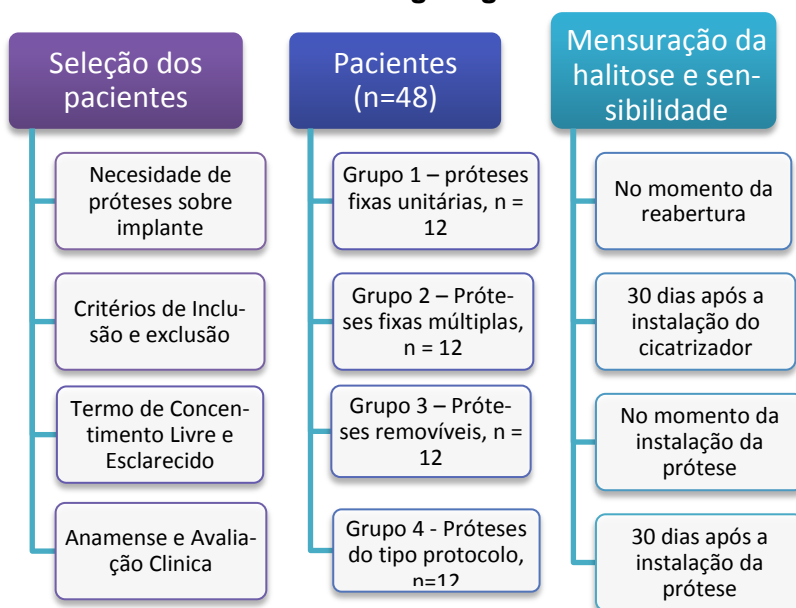 Seleção dos
pacientes
Necesidade de
próteses sobre
implante
Critérios de Inclu-
são e exclusão
Termo de Concen-
timento Livre e
Esclarecido
Anamense e Avalia-
ção Clinica
Pacientes
(n=48)
Grupo 1 – próteses
fixas unitárias, n =
12
Grupo 2 – Próte-
ses fixas múltiplas,
n = 12
Grupo 3 – Próte-
ses removíveis, n =
12
Grupo 4 - Próteses
do tipo protocolo,
n=12
Mensuração da
halitose e sen-
sibilidade
No momento da
reabertura
30 dias após a
instalação do
cicatrizador
No momento da
instalação da
prótese
30 dias após a
instalação da
prótese